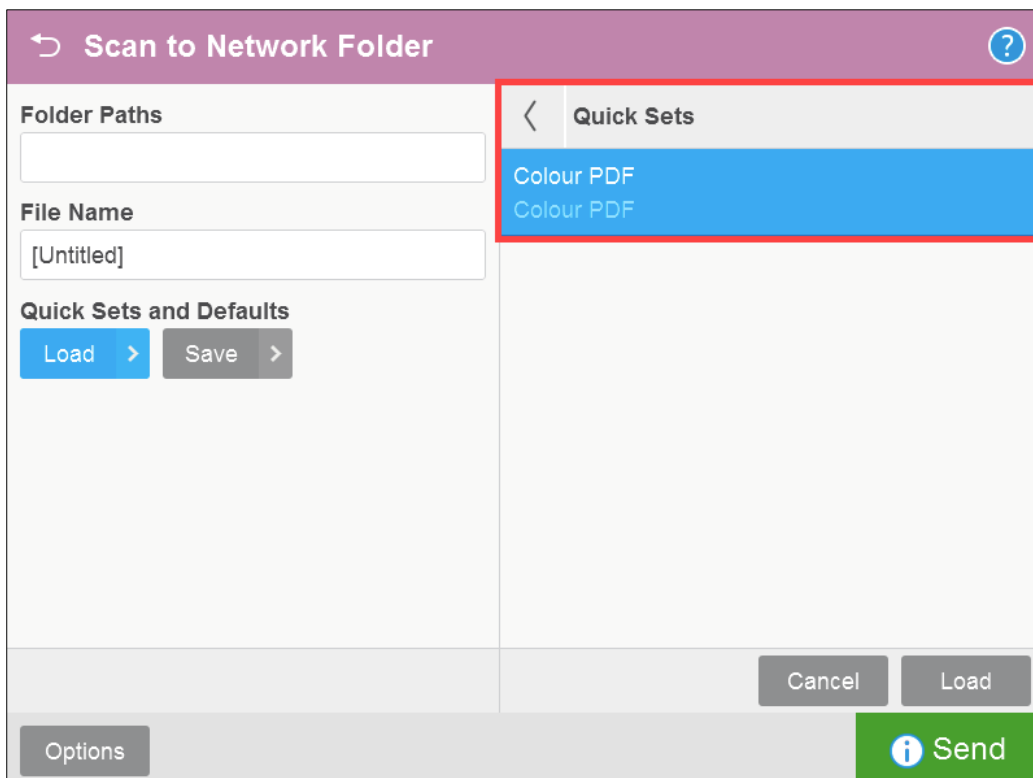 Scan to Network Folder
?
Folder Paths
File Name
[Untitled]
Quick Sets and Defaults
Load
Save
Quick Sets
Colour PDF
Colour PDF
Cancel
Load
Options
i Send